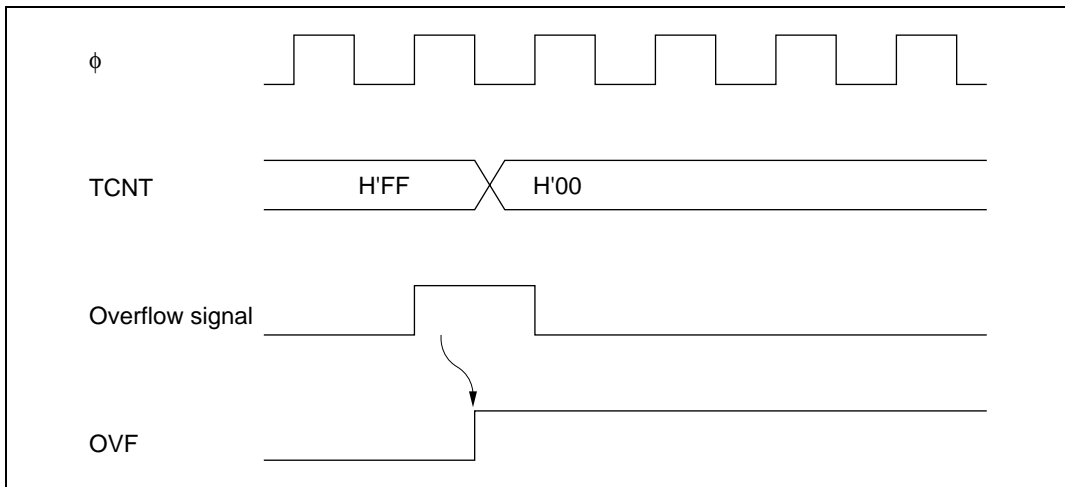 ϕ
TCNT H'FF H'00
Overflow signal
OVF